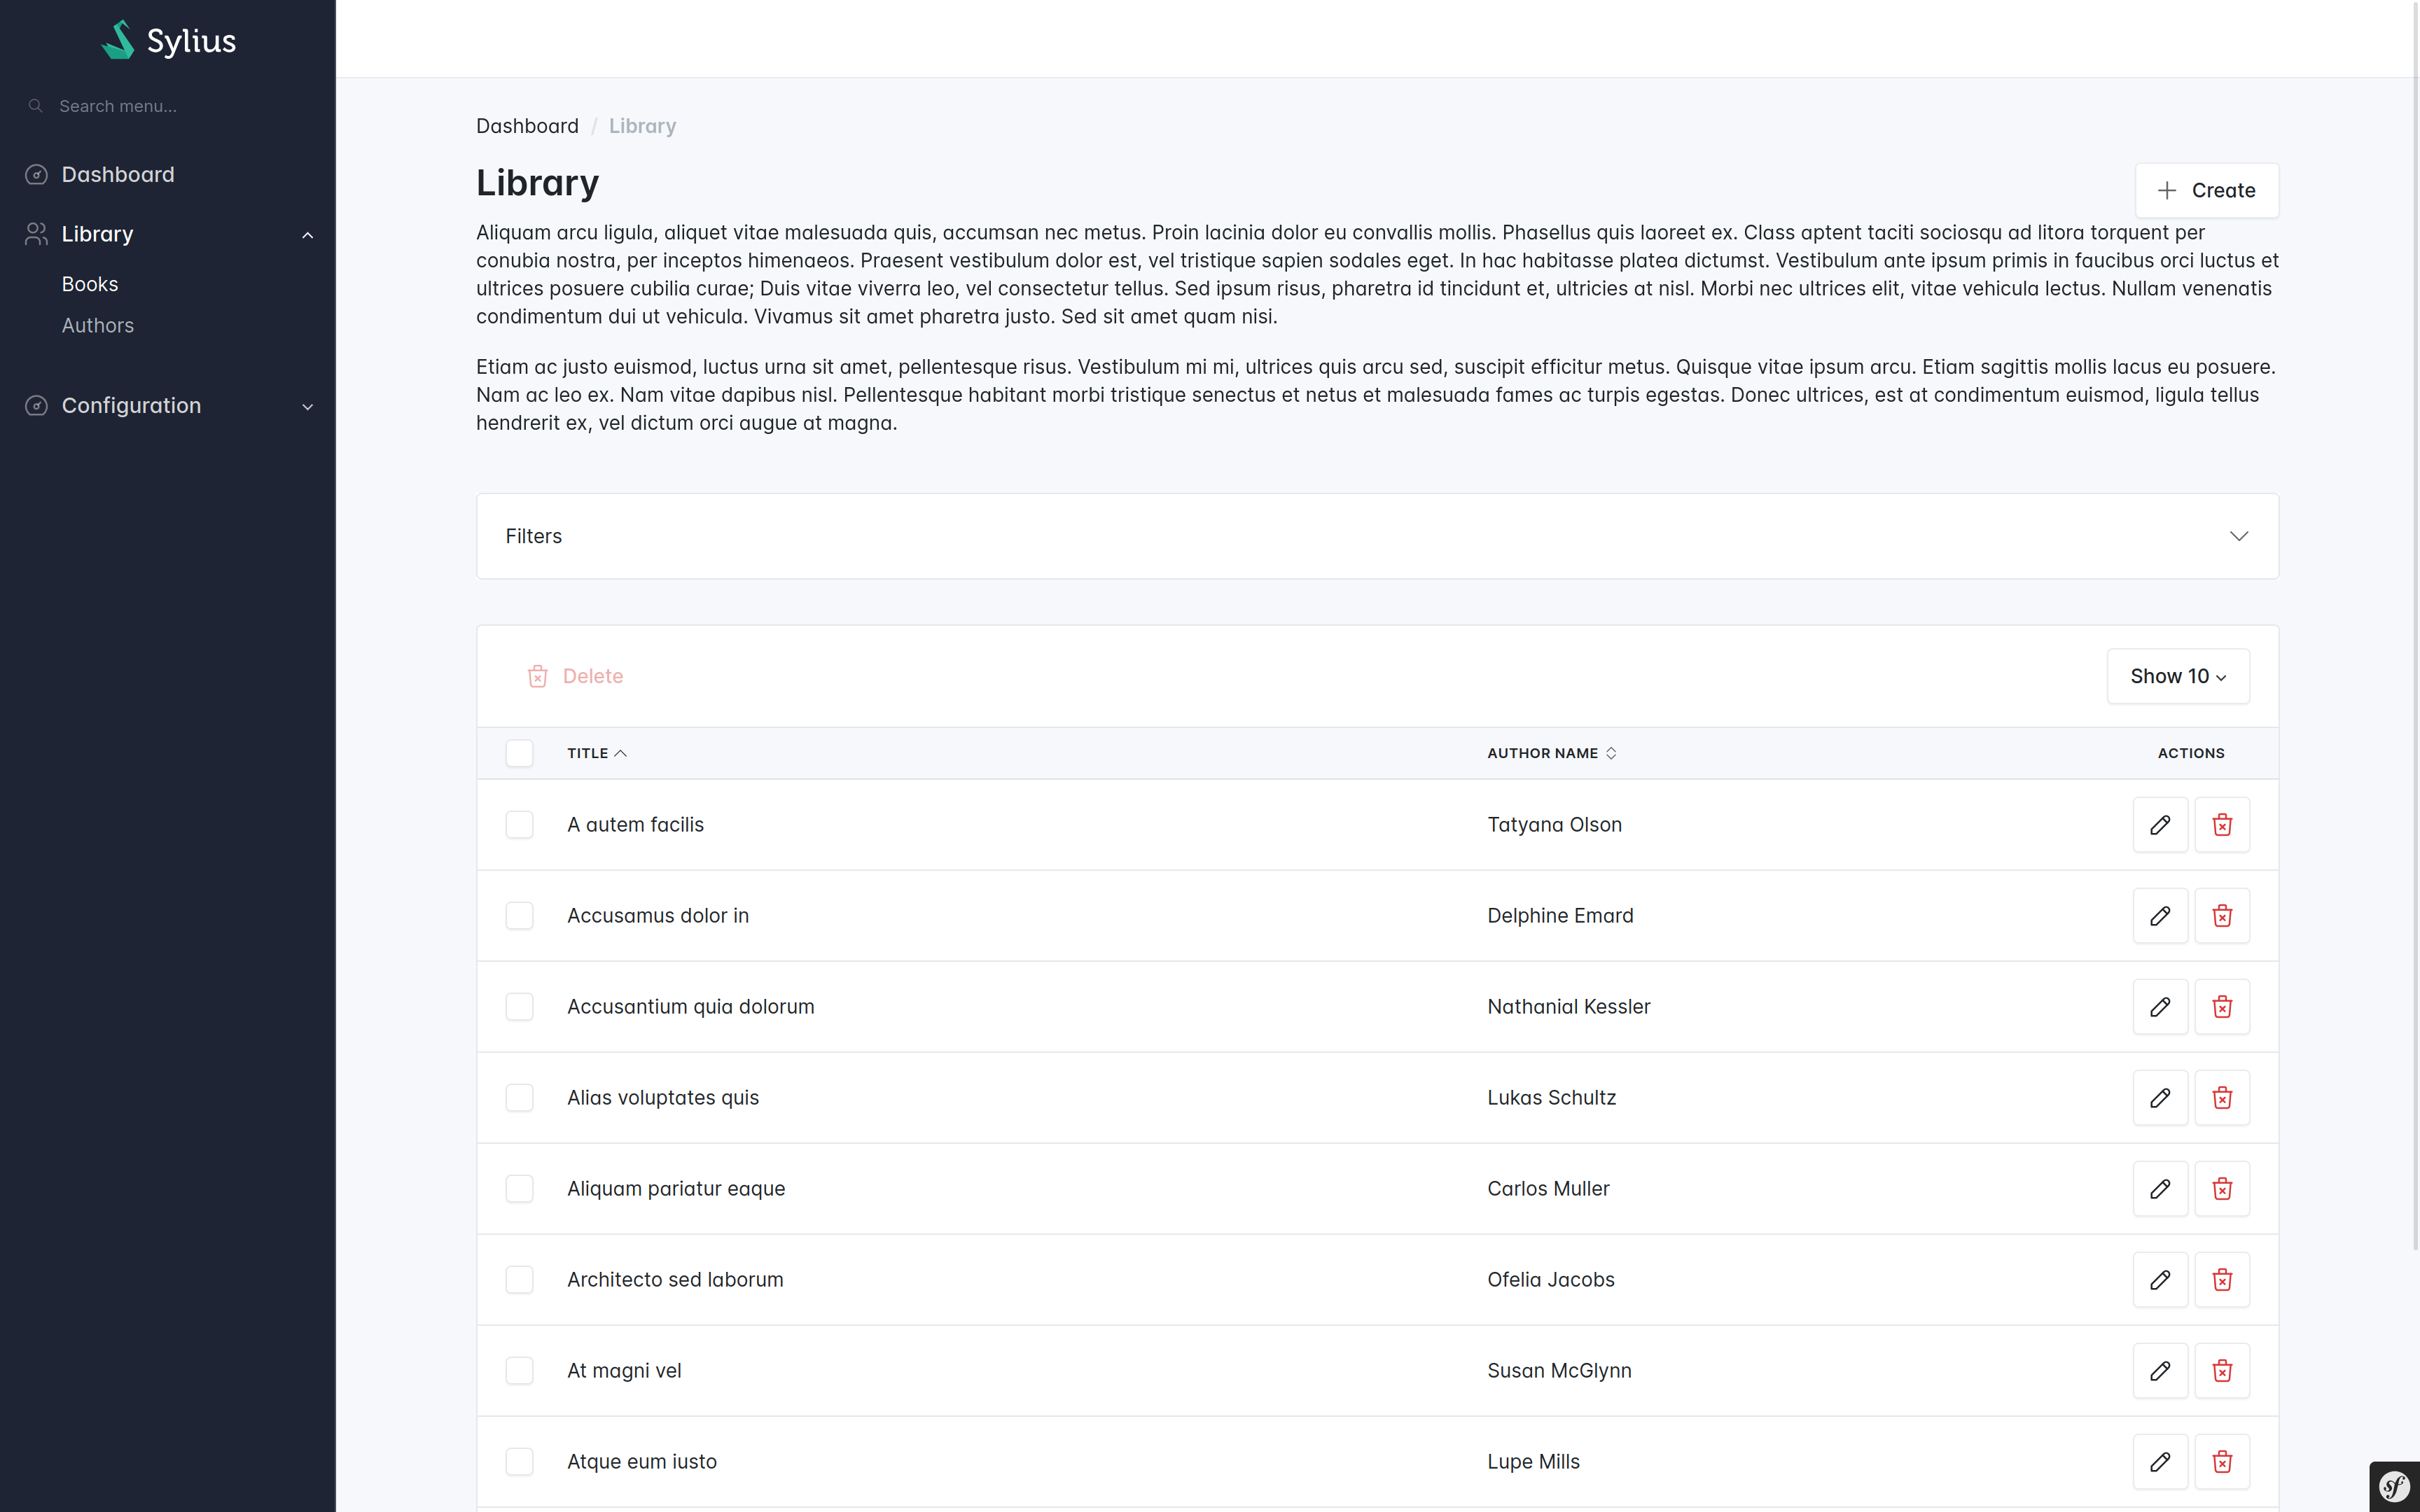 Sylius
Search menu...
Dashboard
Library
Books
Authors
Configuration
Dashboard / Library
Library
Create
Aliquam arcu ligula, aliquet vitae malesuada quis, accumsan nec metus. Proin lacinia dolor eu convallis mollis. Phasellus quis laoreet ex. Class aptent taciti sociosqu ad litora torquent per
conubia nostra, per inceptos himenaeos. Praesent vestibulum dolor est, vel tristique sapien sodales eget. In hac habitasse platea dictumst. Vestibulum ante ipsum primis in faucibus orci luctus et
ultrices posuere cubilia curae; Duis vitae viverra leo, vel consectetur tellus. Sed ipsum risus, pharetra id tincidunt et, ultricies at nisl. Morbi nec ultrices elit, vitae vehicula lectus. Nullam venenatis
condimentum dui ut vehicula. Vivamus sit amet pharetra justo. Sed sit amet quam nisi.
Etiam ac justo euismod, luctus urna sit amet, pellentesque risus. Vestibulum mi mi, ultrices quis arcu sed, suscipit efficitur metus. Quisque vitae ipsum arcu. Etiam sagittis mollis lacus eu posuere.
Nam ac leo ex. Nam vitae dapibus nisl. Pellentesque habitant morbi tristique senectus et netus et malesuada fames ac turpis egestas. Donec ultrices, est at condimentum euismod, ligula tellus
hendrerit ex, vel dictum orci augue at magna.
Filters
Delete
Show 10
TITLE AUTHOR NAME ACTIONS
A autem facilis Tatyana Olson
Accusamus dolor in Delphine Emard
Accusantium quia dolorum Nathanial Kessler
Alias voluptates quis Lukas Schultz
Aliquam pariatur eaque Carlos Muller
Architecto sed laborum Ofelia Jacobs
At magni vel Susan McGlynn
Atque eum iusto Lupe Mills
sf